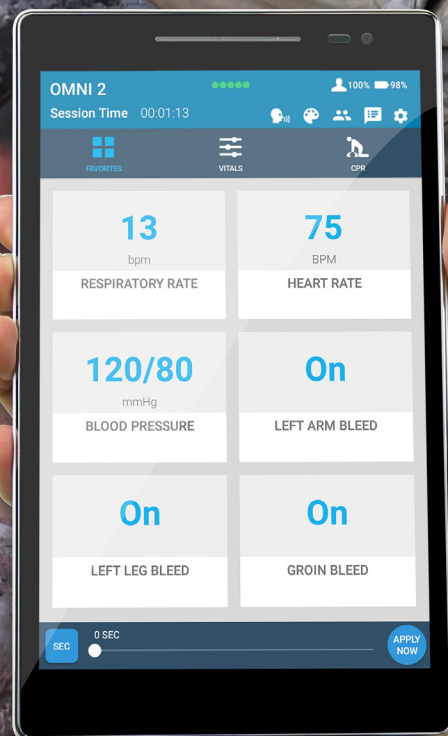 OMNI 2
100% 98%
Session Time 00:01:13
FAVORITES
VITALS
CPR
13
bpm
RESPIRATORY RATE
75
BPM
HEART RATE
120/80
mmHg
BLOOD PRESSURE
On
LEFT ARM BLEED
On
LEFT LEG BLEED
On
GROIN BLEED
SEC
0 SEC
APPLY
NOW